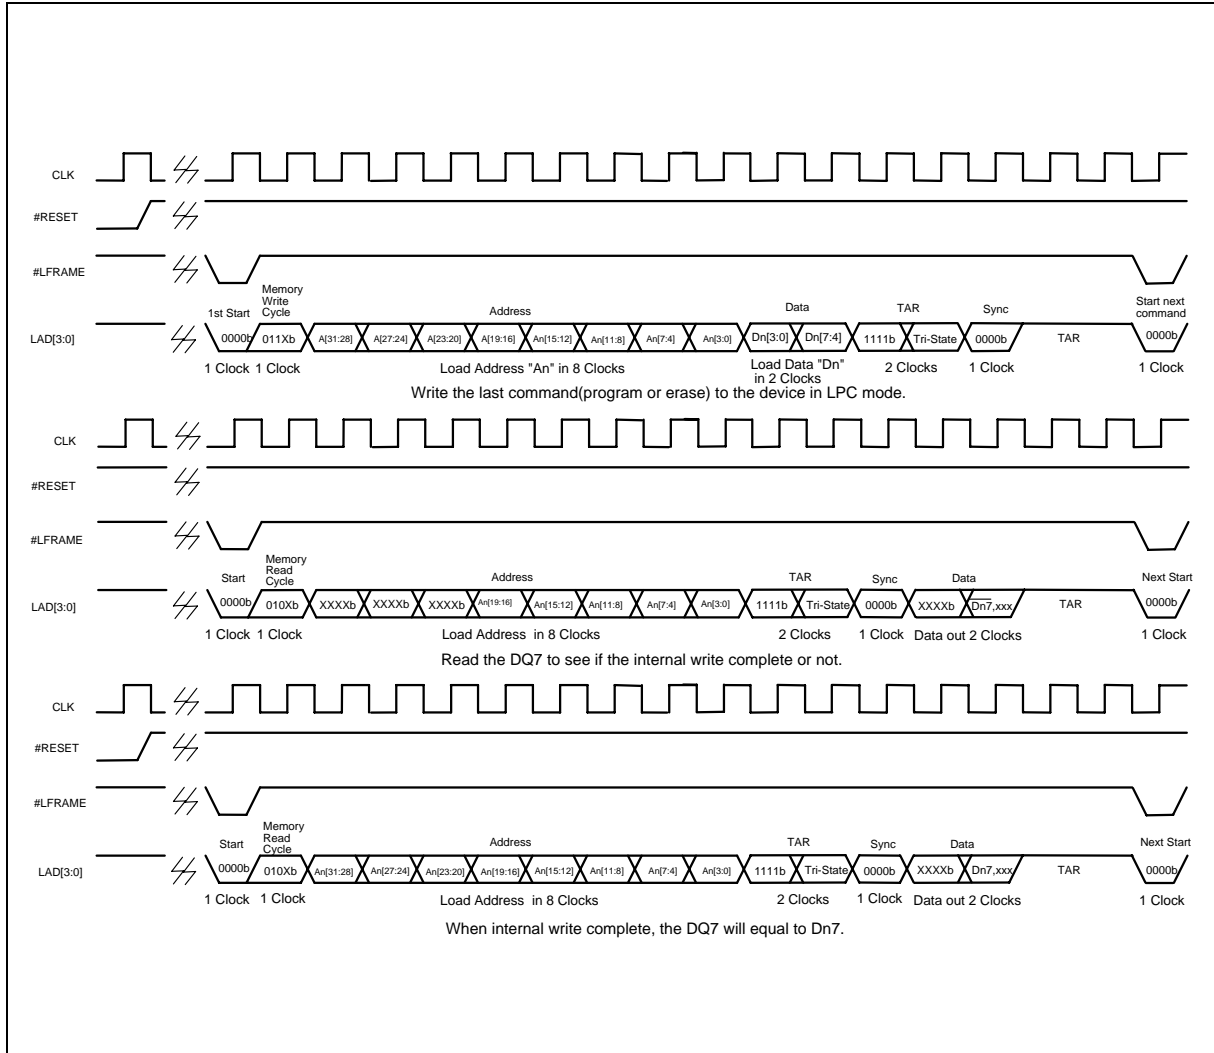 CLK
#RESET
#LFRAME
Memory
Write
Cycle
1st Start Address Data TAR Sync Start next
command
LAD[3:0] 0000b 011Xb A[31:28] A[27:24] A[23:20] A[19:16] An[15:12] An[11:8] An[7:4] An[3:0] Dn[3:0] Dn[7:4] 1111b Tri-State 0000b TAR 0000b
1 Clock 1 Clock Load Address "An" in 8 Clocks Load Data "Dn"
in 2 Clocks 2 Clocks 1 Clock 1 Clock
Write the last command(program or erase) to the device in LPC mode.
CLK
#RESET
#LFRAME
Memory
Read
Cycle
Start Address TAR Sync Data Next Start
LAD[3:0] 0000b 010Xb XXXXb XXXXb XXXXb An[19:16] An[15:12] An[11:8] An[7:4] An[3:0] 1111b Tri-State 0000b XXXXb Dn7,xxx TAR 0000b
1 Clock 1 Clock Load Address in 8 Clocks 2 Clocks 1 Clock Data out 2 Clocks 1 Clock
Read the DQ7 to see if the internal write complete or not.
CLK
#RESET
#LFRAME
Memory
Read
Cycle
Start Address TAR Sync Data Next Start
LAD[3:0] 0000b 010Xb An[31:28] An[27:24] An[23:20] An[19:16] An[15:12] An[11:8] An[7:4] An[3:0] 1111b Tri-State 0000b XXXXb Dn7,xxx TAR 0000b
1 Clock 1 Clock Load Address in 8 Clocks 2 Clocks 1 Clock Data out 2 Clocks 1 Clock
When internal write complete, the DQ7 will equal to Dn7.